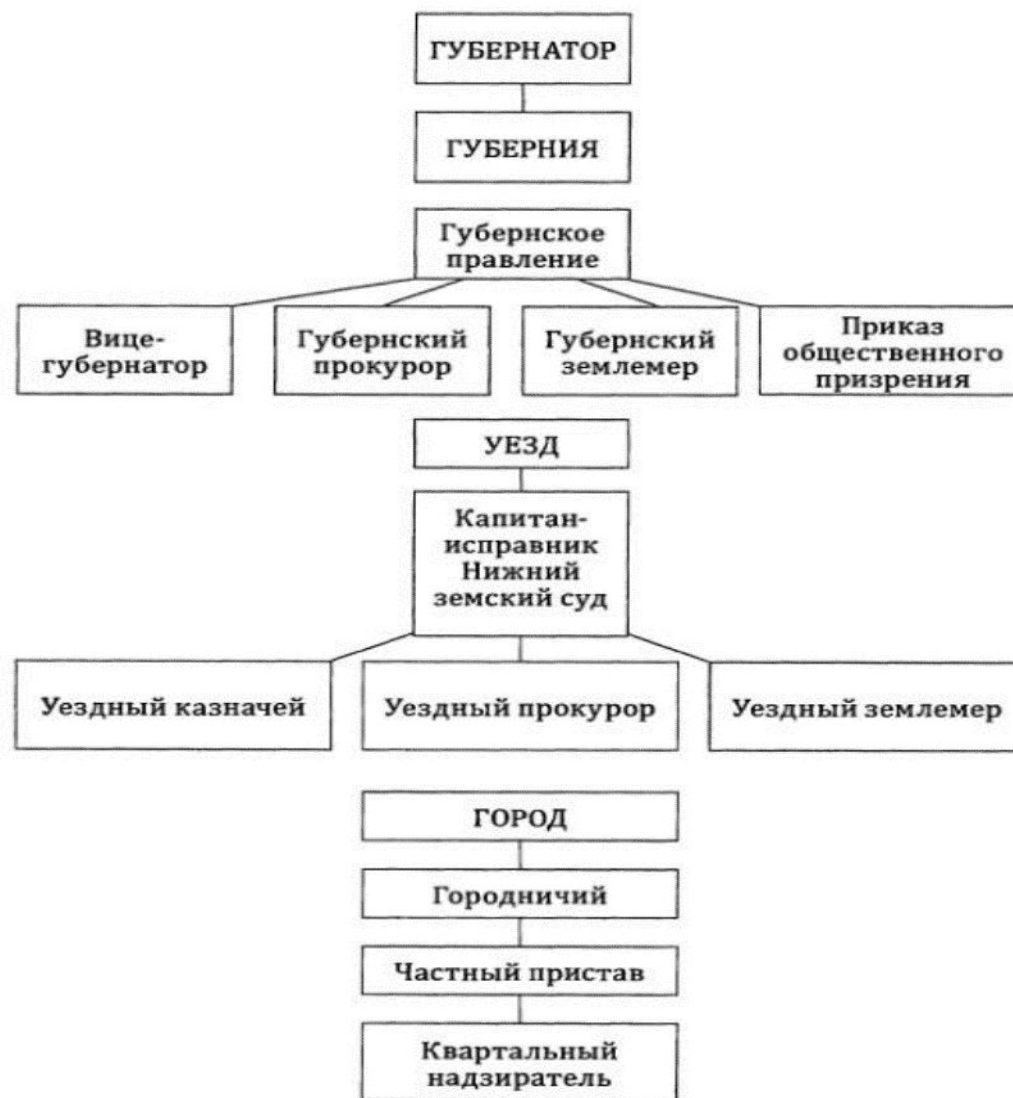 ГУБЕРНАТОР
ГУБЕРНИЯ
Губернское
правление
Вице-
губернатор
Губернский
прокурор
Губернский
землемер
Приказ
общественного
призрения
УЕЗД
Капитан-
исправник
Нижний
земский суд
Уездный казначей
Уездный прокурор
Уездный землемер
ГОРОД
Городничий
Частный пристав
Квартальный
надзиратель